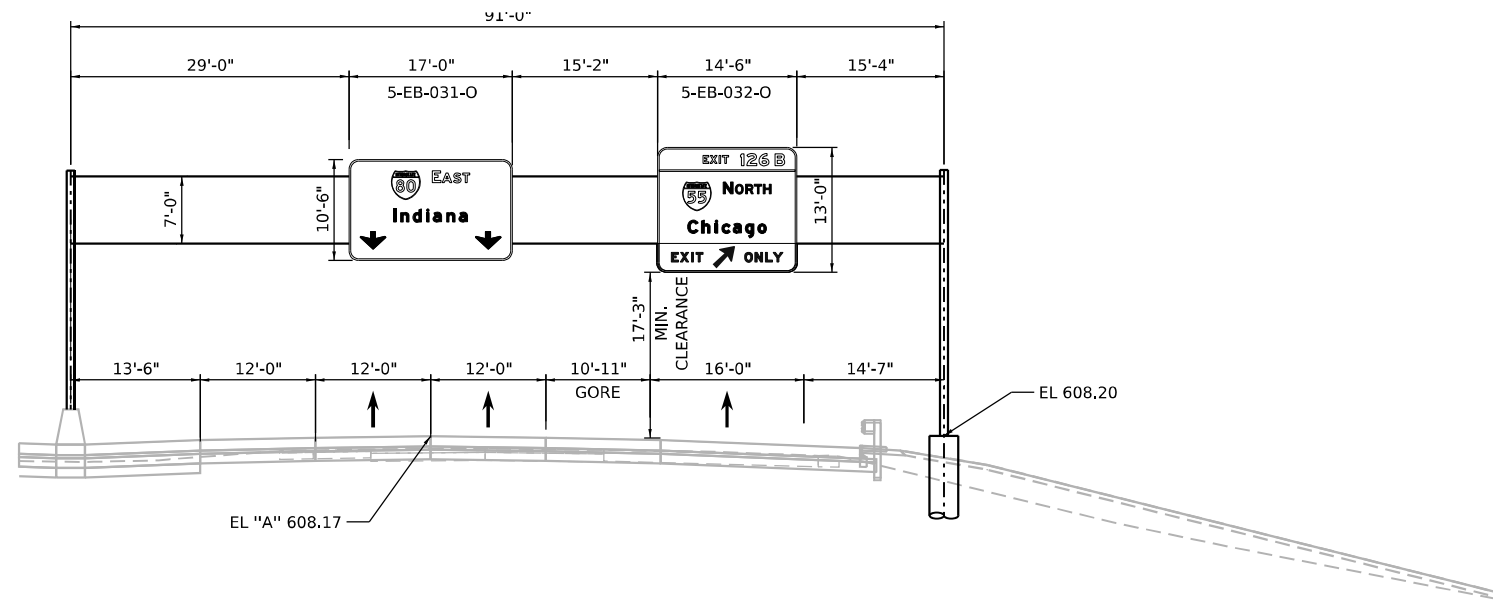 91'-0"
29'-0" 17'-0" 15'-2" 14'-6" 15'-4"
5-EB-031-O 5-EB-032-O
EXIT 126 B
80 EAST
55 NORTH
Indiana
Chicago
EXIT ONLY
7'-0"
10'-6"
13'-0"
17'-3"
MIN.
CLEARANCE
13'-6" 12'-0" 12'-0" 12'-0" 10'-11" 16'-0" 14'-7"
GORE
EL 608.20
EL "A" 608.17